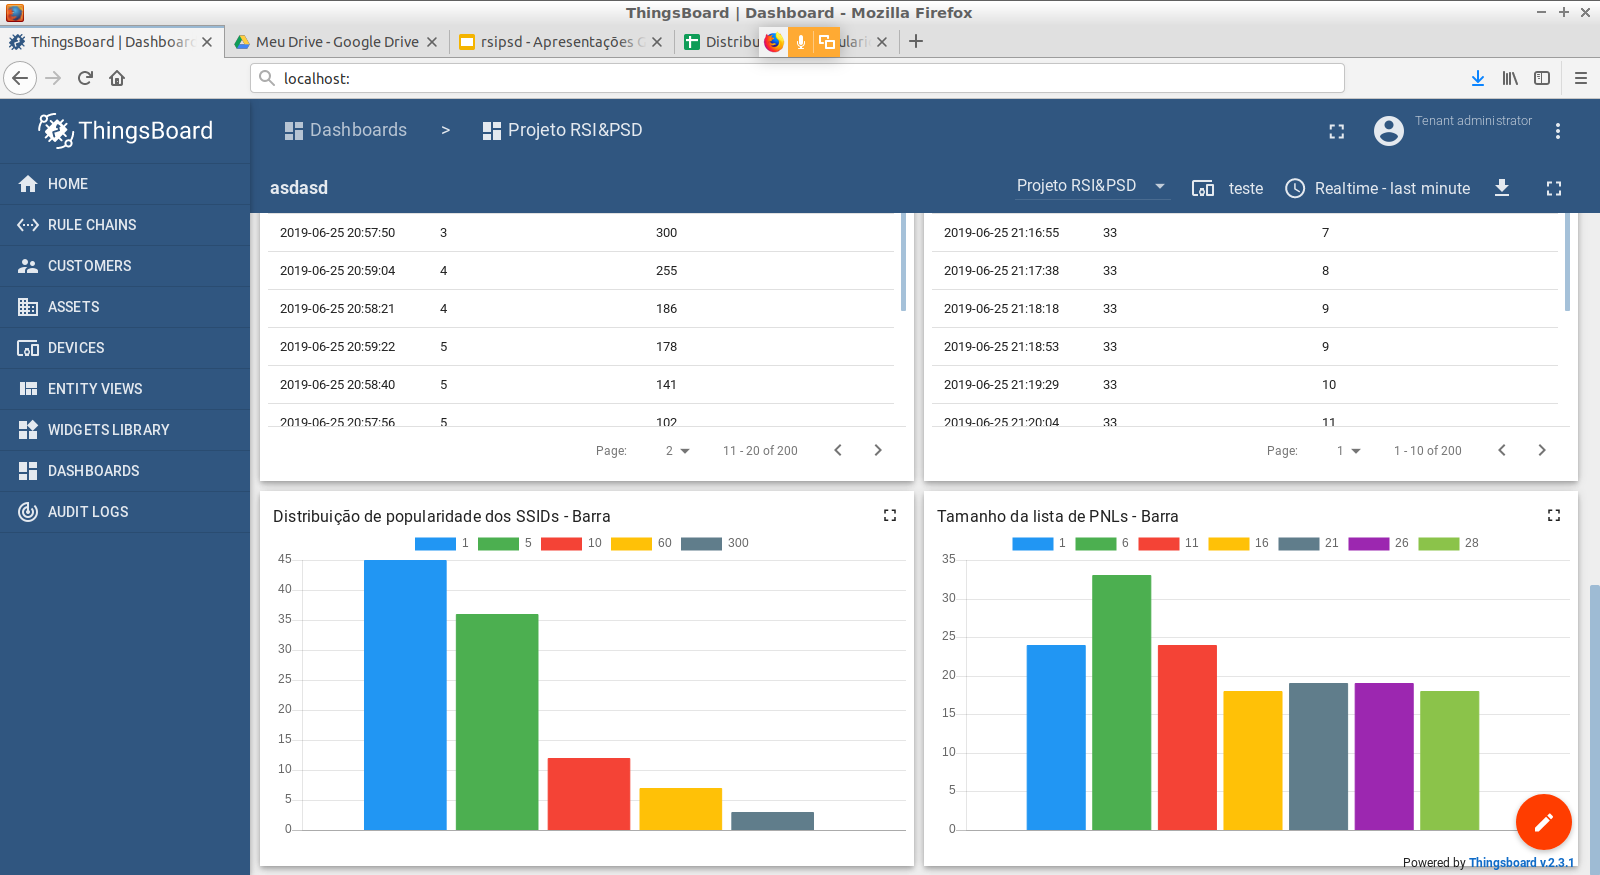 ThingsBoard | Dashboard - Mozilla Firefox
ThingsBoard | Dashboar
Meu Drive - Google Drive
rsipsd - Apresentações
Distribu
localhost:
ThingsBoard
Dashboards > Projeto RSI&PSD
Tenant administrator
HOME
RULE CHAINS
CUSTOMERS
ASSETS
DEVICES
ENTITY VIEWS
WIDGETS LIBRARY
DASHBOARDS
AUDIT LOGS
asdasd
Projeto RSI&PSD
teste
Realtime - last minute
2019-06-25 20:57:50 3 300
2019-06-25 20:59:04 4 255
2019-06-25 20:58:21 4 186
2019-06-25 20:59:22 5 178
2019-06-25 20:58:40 5 141
2019-06-25 20:57:56 5 102
Page: 2 11 - 20 of 200
2019-06-25 21:16:55 33 7
2019-06-25 21:17:38 33 8
2019-06-25 21:18:18 33 9
2019-06-25 21:18:53 33 9
2019-06-25 21:19:29 33 10
2019-06-25 21:20:04 33 11
Page: 1 1 - 10 of 200
Distribuição de popularidade dos SSIDs - Barra
1 5 10 60 300
45
40
35
30
25
20
15
10
5
0
Tamanho da lista de PNLs - Barra
1 6 11 16 21 26 28
35
30
25
20
15
10
5
0
Powered by Thingsboard v.2.3.1